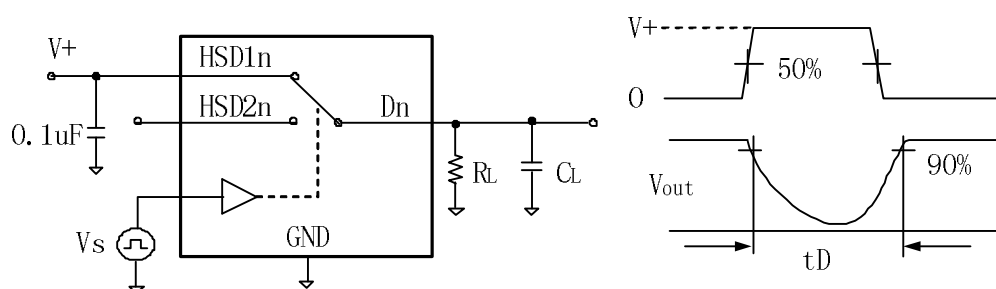 V+
HSD1n
HSD2n
Dn
0.1uF
RL
CL
Vs
GND
V+
50%
0
Vout
90%
tD